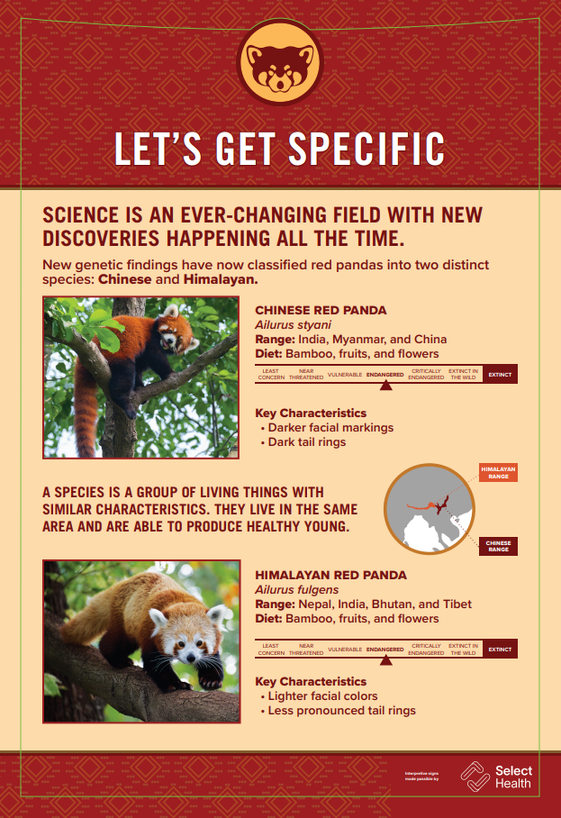 LET'S GET SPECIFIC
SCIENCE IS AN EVER-CHANGING FIELD WITH NEW
DISCOVERIES HAPPENING ALL THE TIME.
New genetic findings have now classified red pandas into two distinct
species: Chinese and Himalayan.
CHINESE RED PANDA
Ailurus styani
Range: India, Myanmar, and China
Diet: Bamboo, fruits, and flowers
LEAST CONCERN NEAR THREATENED VULNERABLE ENDANGERED CRITICALLY ENDANGERED EXTINCT IN THE WILD EXTINCT
Key Characteristics
• Darker facial markings
• Dark tail rings
A SPECIES IS A GROUP OF LIVING THINGS WITH
SIMILAR CHARACTERISTICS. THEY LIVE IN THE SAME
AREA AND ARE ABLE TO PRODUCE HEALTHY YOUNG.
HIMALAYAN
RANGE
CHINESE
RANGE
HIMALAYAN RED PANDA
Ailurus fulgens
Range: Nepal, India, Bhutan, and Tibet
Diet: Bamboo, fruits, and flowers
LEAST CONCERN NEAR THREATENED VULNERABLE ENDANGERED CRITICALLY ENDANGERED EXTINCT IN THE WILD EXTINCT
Key Characteristics
• Lighter facial colors
• Less pronounced tail rings
Interpretive signs
made possible by
Select
Health